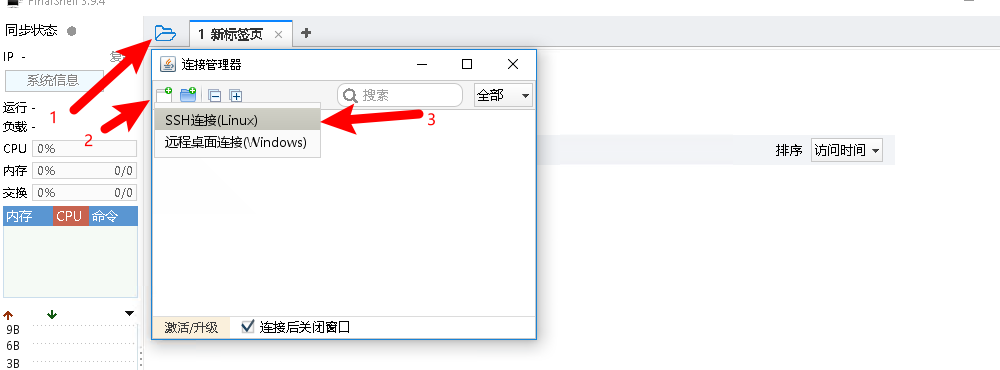 FinalShell 3.9.4
同步状态
1 新标签页
IP -
系统信息
运行 -
负载 -
CPU 0%
内存 0% 0/0
交换 0% 0/0
内存 CPU 命令
9B
6B
3B
1
2
3
连接管理器
搜索
全部
SSH连接(Linux)
远程桌面连接(Windows)
激活/升级
连接后关闭窗口
排序 访问时间